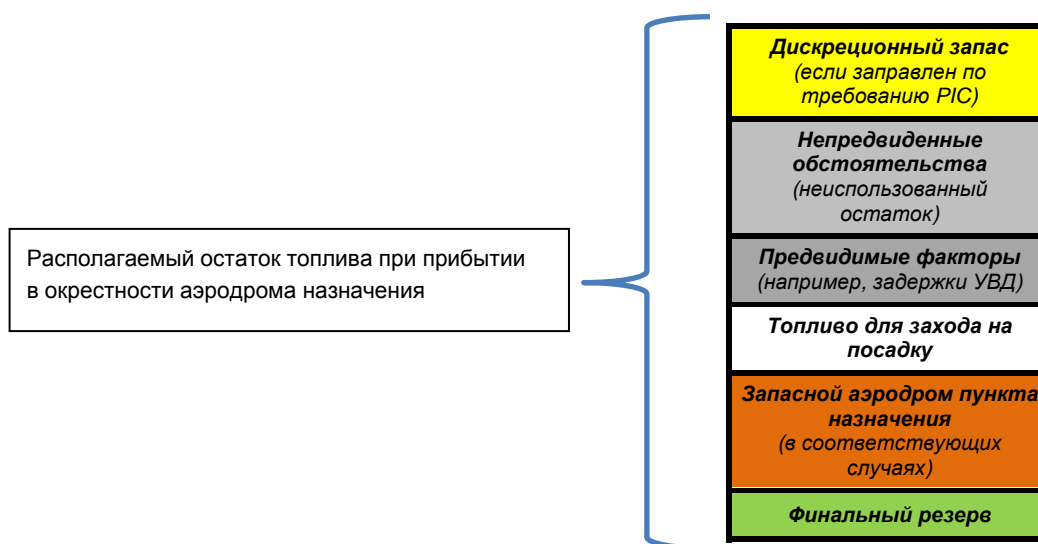 Дискреционный запас
(если заправлен по
требованию PIC)
Непредвиденные
обстоятельства
(неиспользованный
остаток)
Располагаемый остаток топлива при прибытии
в окрестности аэродрома назначения
Предвидимые факторы
(например, задержки УВД)
Топливо для захода на
посадку
Запасной аэродром пункта
назначения
(в соответствующих
случаях)
Финальный резерв